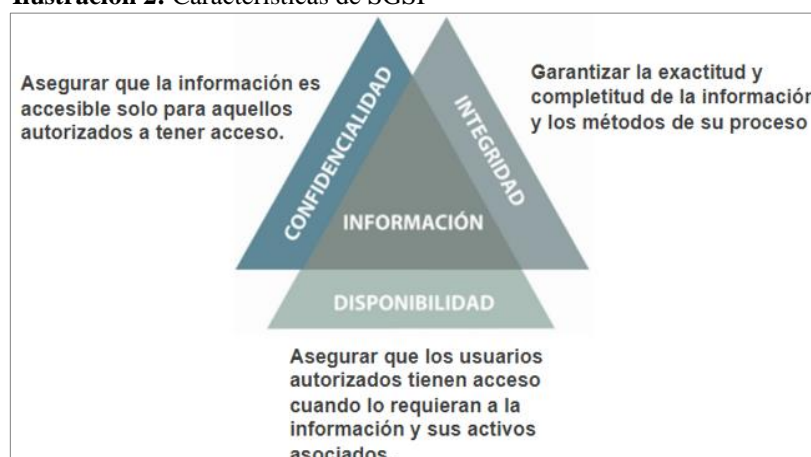 Ilustración 2: Características de SGSI
Asegurar que la información es
accesible solo para aquellos
autorizados a tener acceso.
Garantizar la exactitud y
completitud de la información
y los métodos de su proceso
CONFIDENCIALIDAD
INTEGRIDAD
INFORMACIÓN
DISPONIBILIDAD
Asegurar que los usuarios
autorizados tienen acceso
cuando lo requieran a la
información y sus activos
asociados